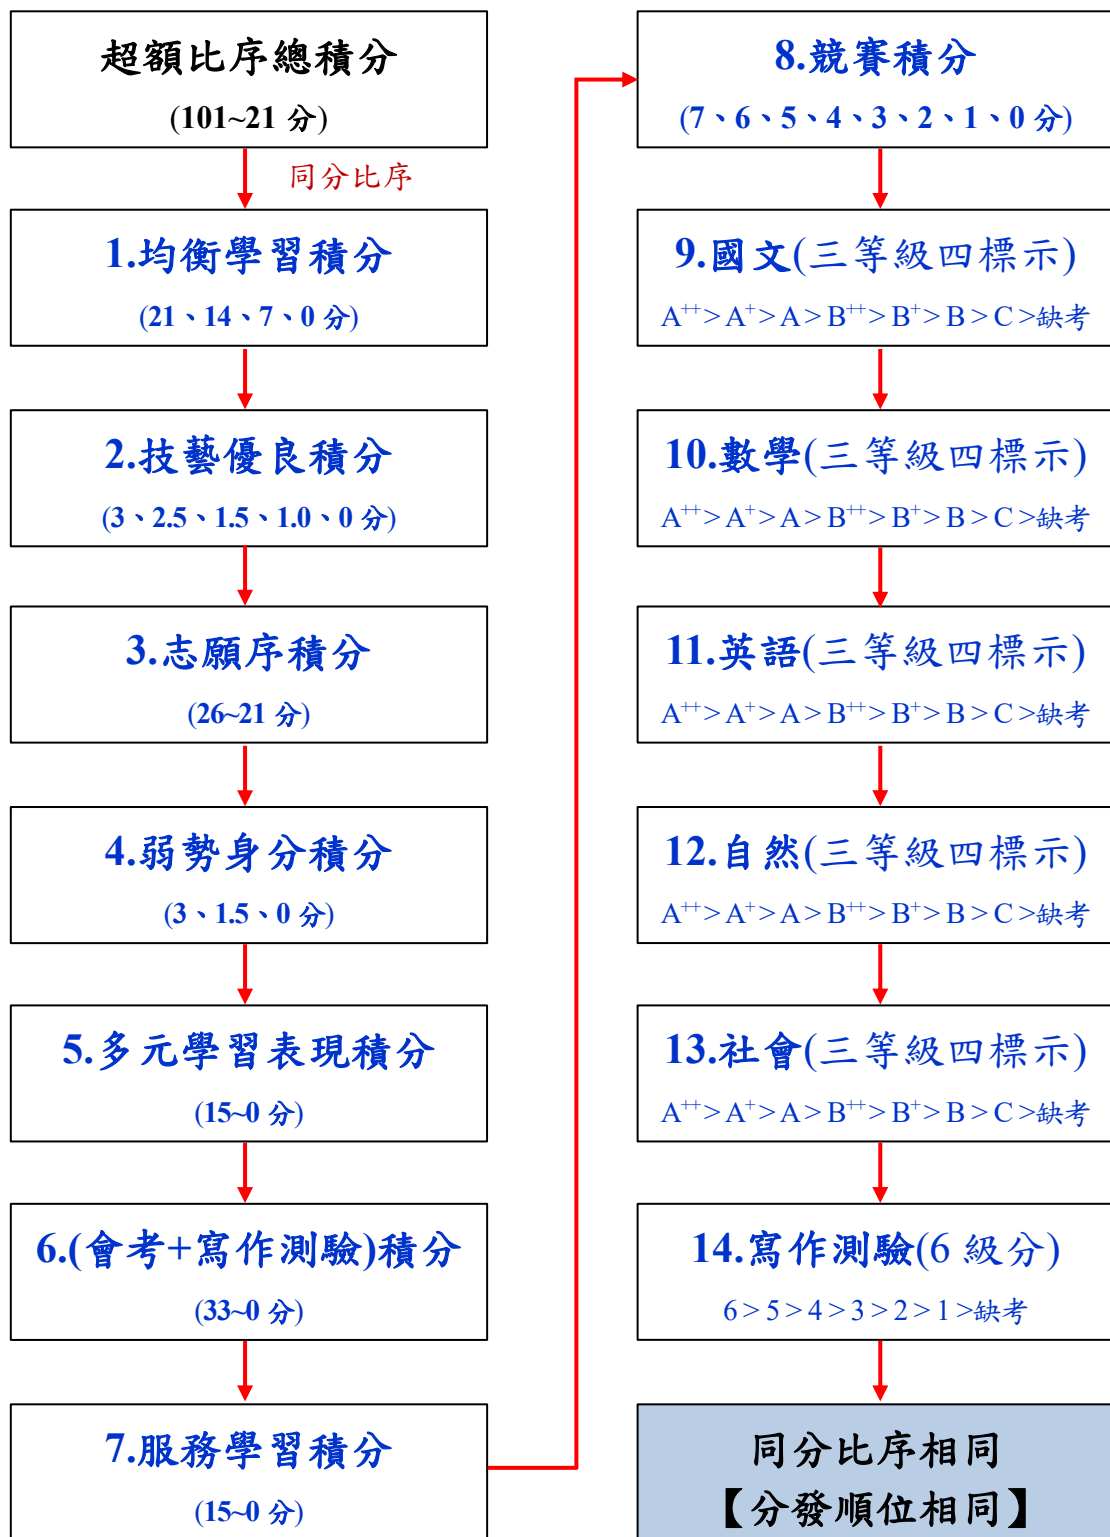 超額比序總積分
(101~21 分)
同分比序
1.均衡學習積分
(21、14、7、0 分)
2.技藝優良積分
(3、2.5、1.5、1.0、0 分)
3.志願序積分
(26~21 分)
4.弱勢身分積分
(3、1.5、0 分)
5.多元學習表現積分
(15~0 分)
6.(會考+寫作測驗)積分
(33~0 分)
7.服務學習積分
(15~0 分)
8.競賽積分
(7、6、5、4、3、2、1、0 分)
9.國文(三等級四標示)
A⁺⁺>A⁺>A>B⁺⁺>B⁺>B>C>缺考
10.數學(三等級四標示)
A⁺⁺>A⁺>A>B⁺⁺>B⁺>B>C>缺考
11.英語(三等級四標示)
A⁺⁺>A⁺>A>B⁺⁺>B⁺>B>C>缺考
12.自然(三等級四標示)
A⁺⁺>A⁺>A>B⁺⁺>B⁺>B>C>缺考
13.社會(三等級四標示)
A⁺⁺>A⁺>A>B⁺⁺>B⁺>B>C>缺考
14.寫作測驗(6 級分)
6>5>4>3>2>1>缺考
同分比序相同
【分發順位相同】